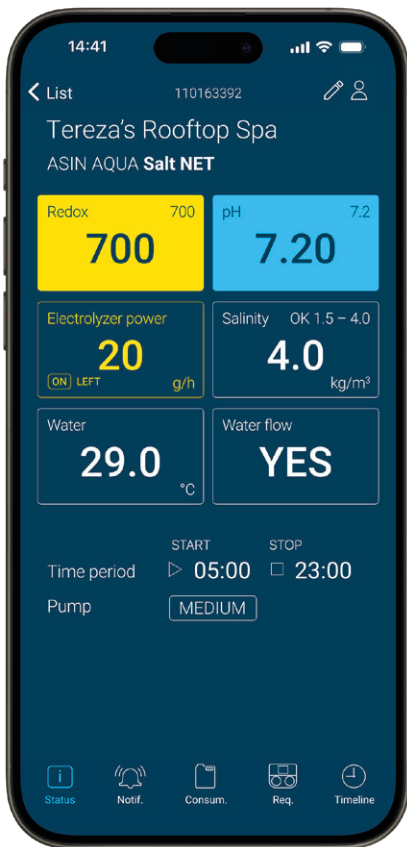 14:41
List 110163392
Tereza's Rooftop Spa
ASIN AQUA Salt NET
Redox 700 pH 7.2
700 7.20
Electrolyzer power Salinity OK 1.5 – 4.0
20 4.0
ON LEFT g/h kg/m³
Water Water flow
29.0 YES
°C
START STOP
Time period 05:00 23:00
Pump MEDIUM
i
Status Notif. Consum. Req. Timeline